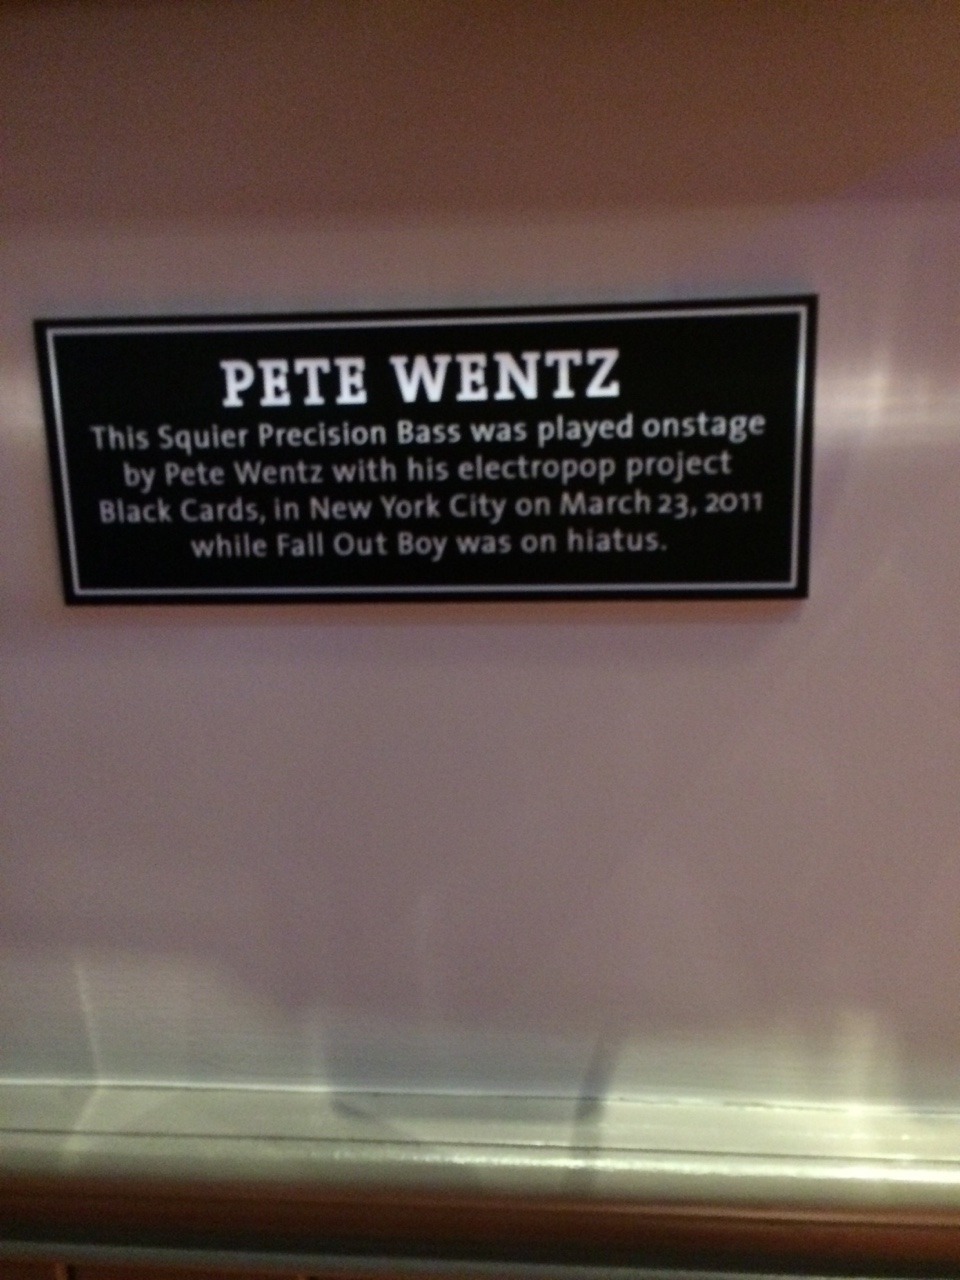 PETE WENTZ
This Squier Precision Bass was played onstage
by Pete Wentz with his electropop project
Black Cards, in New York City on March 23, 2011
while Fall Out Boy was on hiatus.